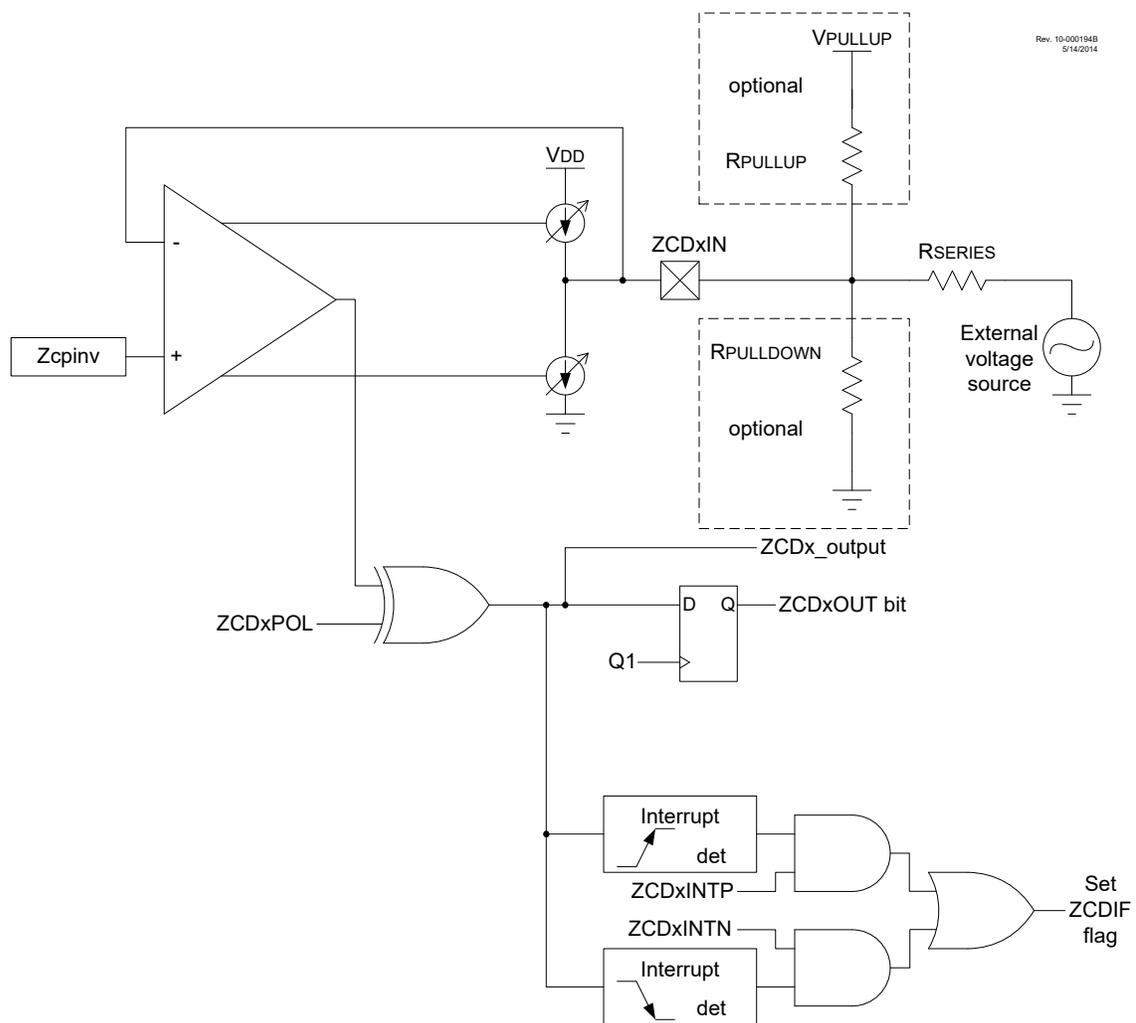 VPULLUP
Rev. 10-000194B
5/14/2014
optional
RPULLUP
VDD
-
ZCDxIN
RSERIES
Zcpinv
+
RPULLDOWN
External
voltage
source
optional
ZCDx_output
D Q
ZCDxOUT bit
ZCDxPOL
Q1
Interrupt
det
ZCDxINTP
Set
ZCDIF
flag
ZCDxINTN
Interrupt
det